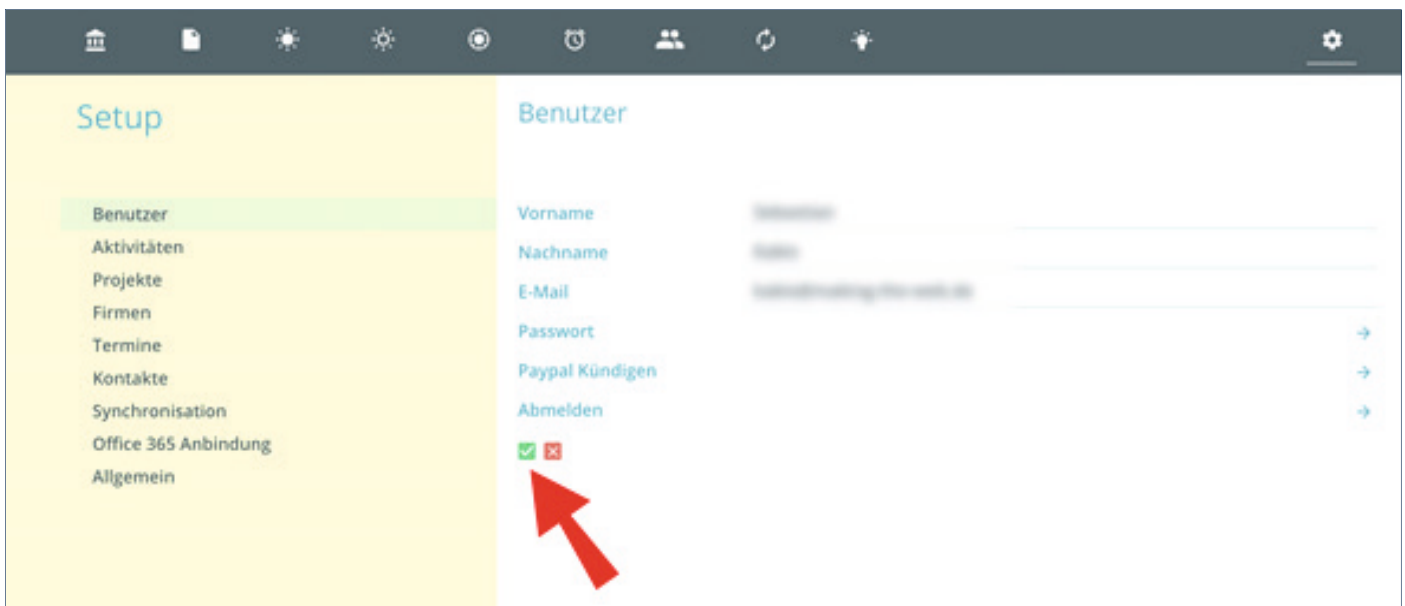 Setup
Benutzer
Aktivitäten
Projekte
Firmen
Termine
Kontakte
Synchronisation
Office 365 Anbindung
Allgemein
Benutzer
Vorname
Nachname
E-Mail
Passwort
Paypal Kündigen
Abmelden